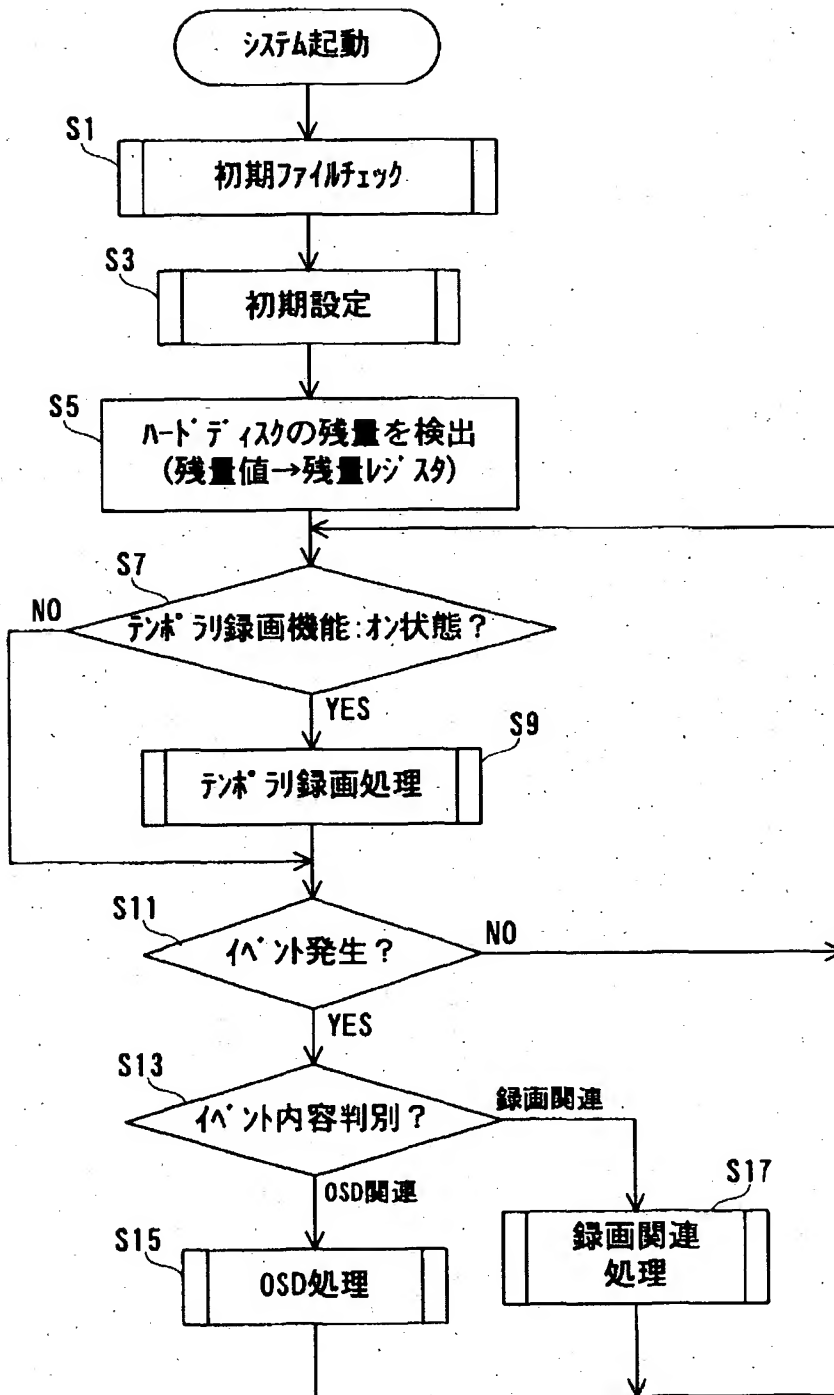 システム起動
S1
初期ファイルチェック
S3
初期設定
S5
ハードディスクの残量を検出
(残量値→残量レジスタ)
S7
NO
テンポラリ録画機能:オン状態?
YES
S9
テンポラリ録画処理
S11
イベント発生?
NO
YES
S13
イベント内容判別?
録画関連
OSD関連
S17
録画関連
処理
S15
OSD処理